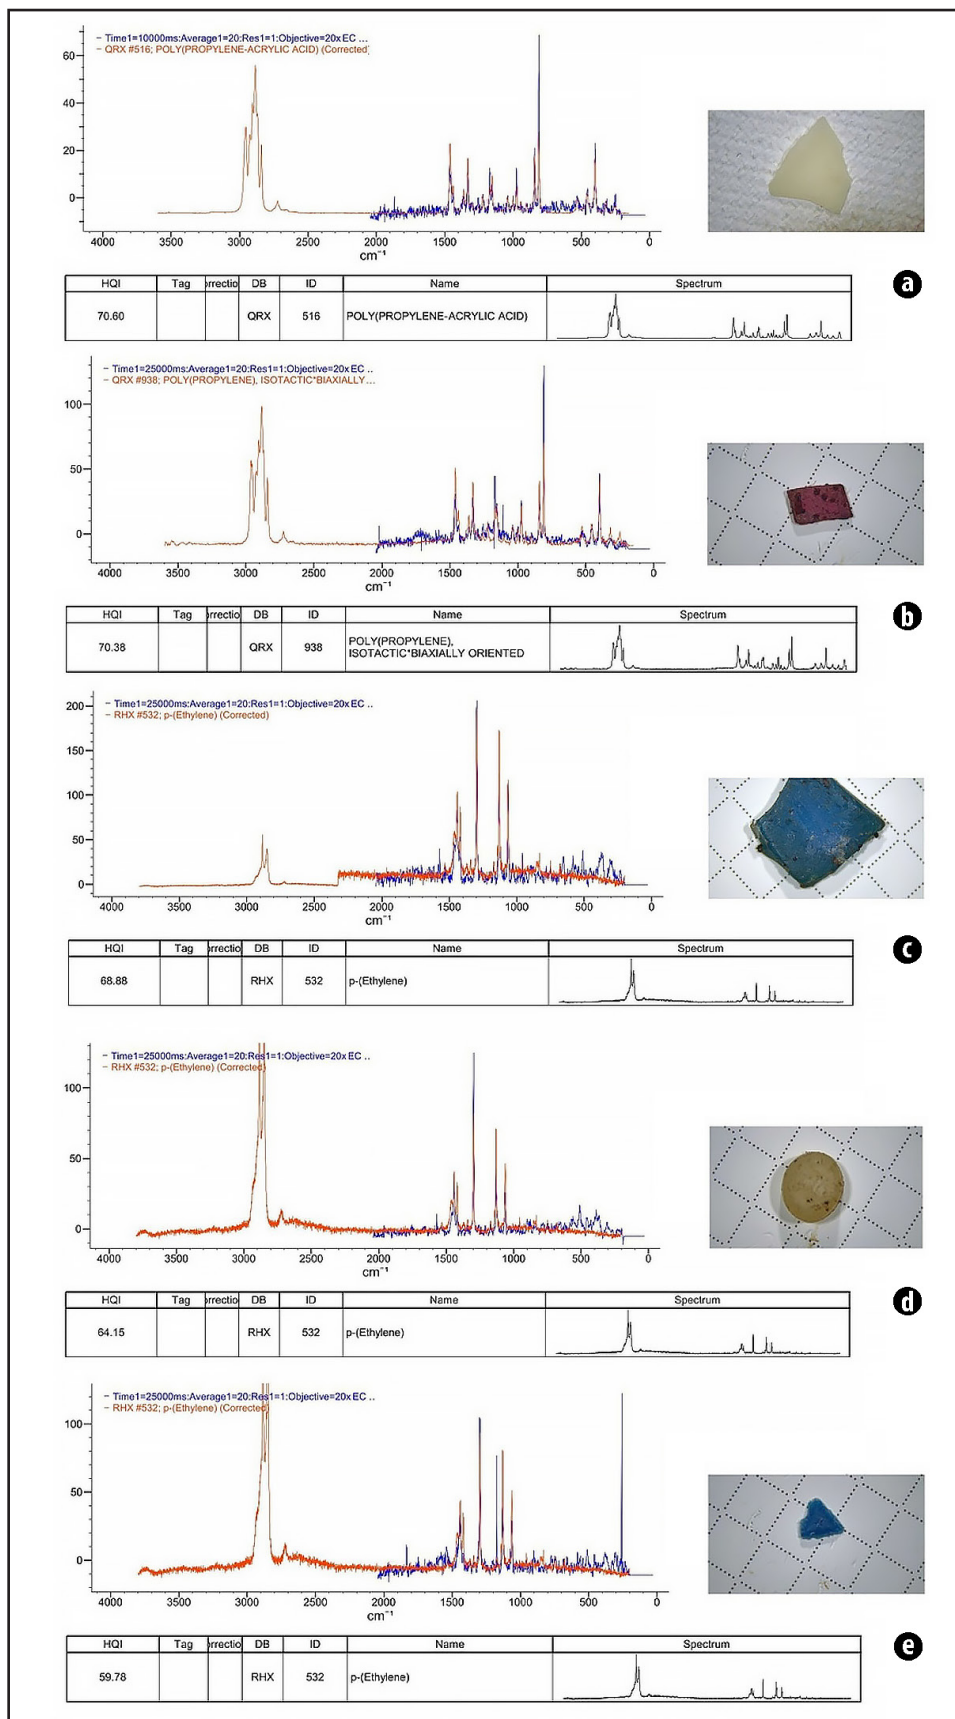 – Time1=10000ms:Average1=20:Res1=1:Objective=20x EC ...
– QRX #516; POLY(PROPYLENE-ACRYLIC ACID) (Corrected)
60
40
20
0
4000 3500 3000 2500 2000 1500 1000 500 0
cm⁻¹
a
HQI Tag rrectio DB ID Name Spectrum
70.60 QRX 516 POLY(PROPYLENE-ACRYLIC ACID)
– Time1=25000ms:Average1=20:Res1=1:Objective=20x EC ..
– QRX #938; POLY(PROPYLENE), ISOTACTIC*BIAXIALLY...
100
50
0
4000 3500 3000 2500 2000 1500 1000 500 0
cm⁻¹
b
HQI Tag rrectio DB ID Name Spectrum
70.38 QRX 938 POLY(PROPYLENE),
ISOTACTIC*BIAXIALLY ORIENTED
– Time1=25000ms:Average1=20:Res1=1:Objective=20x EC ..
– RHX #532; p-(Ethylene) (Corrected)
200
150
100
50
0
4000 3500 3000 2500 2000 1500 1000 500 0
cm⁻¹
c
HQI Tag rrectio DB ID Name Spectrum
68.88 RHX 532 p-(Ethylene)
– Time1=25000ms:Average1=20:Res1=1:Objective=20x EC ..
– RHX #532; p-(Ethylene) (Corrected)
100
50
0
4000 3500 3000 2500 2000 1500 1000 500 0
cm⁻¹
d
HQI Tag rrectio DB ID Name Spectrum
64.15 RHX 532 p-(Ethylene)
– Time1=25000ms:Average1=20:Res1=1:Objective=20x EC ..
– RHX #532; p-(Ethylene) (Corrected)
100
50
0
4000 3500 3000 2500 2000 1500 1000 500 0
cm⁻¹
e
HQI Tag rrectio DB ID Name Spectrum
59.78 RHX 532 p-(Ethylene)